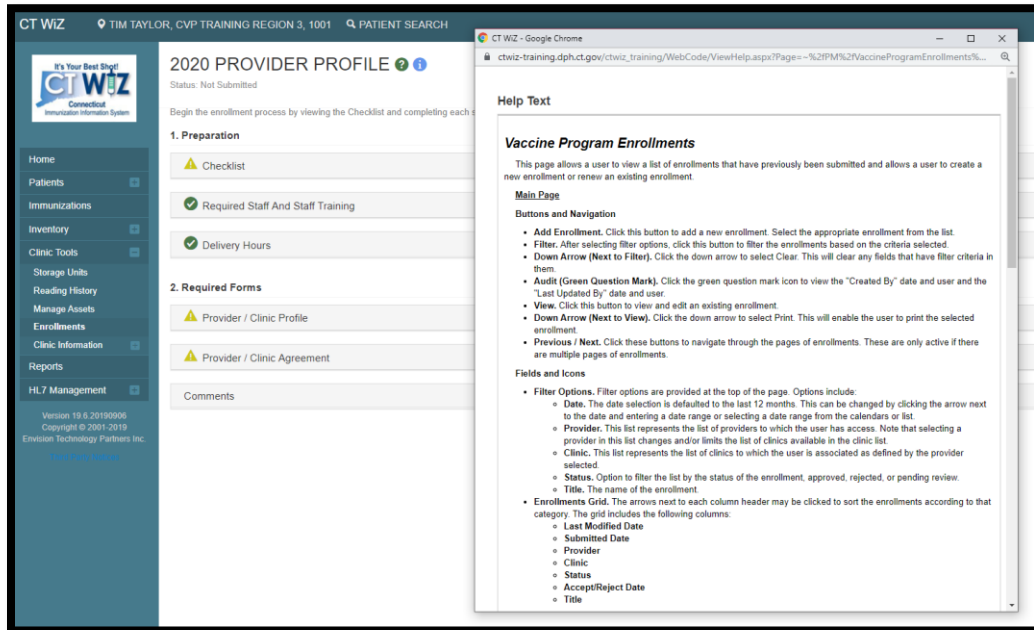 CT WiZ
TIM TAYLOR, CVP TRAINING REGION 3, 1001
PATIENT SEARCH
It's Your Best Shot!
CT WiZ
Connecticut
Immunization Information System
Home
Patients
Immunizations
Inventory
Clinic Tools
Storage Units
Reading History
Manage Assets
Enrollments
Clinic Information
Reports
HL7 Management
Version 19.6.20190906
Copyright © 2001-2019
Envision Technology Partners Inc.
2020 PROVIDER PROFILE ? i
Status: Not Submitted
Begin the enrollment process by viewing the Checklist and completing each
1. Preparation
Checklist
Required Staff And Staff Training
Delivery Hours
2. Required Forms
Provider / Clinic Profile
Provider / Clinic Agreement
Comments
CT WiZ - Google Chrome
ctwiz-training.dph.ct.gov/ctwiz_training/WebCode/ViewHelp.aspx?Page=~%2fPM%2fVaccineProgramEnrollments%...
Help Text
Vaccine Program Enrollments
This page allows a user to view a list of enrollments that have previously been submitted and allows a user to create a
new enrollment or renew an existing enrollment.
Main Page
Buttons and Navigation
• Add Enrollment. Click this button to add a new enrollment. Select the appropriate enrollment from the list.
• Filter. After selecting filter options, click this button to filter the enrollments based on the criteria selected.
• Down Arrow (Next to Filter). Click the down arrow to select Clear. This will clear any fields that have filter criteria in
them.
• Audit (Green Question Mark). Click the green question mark icon to view the "Created By" date and user and the
"Last Updated By" date and user.
• View. Click this button to view and edit an existing enrollment.
• Down Arrow (Next to View). Click the down arrow to select Print. This will enable the user to print the selected
enrollment.
• Previous / Next. Click these buttons to navigate through the pages of enrollments. These are only active if there
are multiple pages of enrollments.
Fields and Icons
• Filter Options. Filter options are provided at the top of the page. Options include:
◦ Date. The date selection is defaulted to the last 12 months. This can be changed by clicking the arrow next
to the date and entering a date range or selecting a date range from the calendars or list.
◦ Provider. This represents the list of providers to which the user has access. Note that selecting a
provider in this list changes and/or limits the list of clinics available in the clinic list.
◦ Clinic. This represents the list of clinics to which the user is associated as defined by the provider
selected.
◦ Status. Option to filter the list by the status of the enrollment, approved, rejected, or pending review.
◦ Title. The name of the enrollment.
• Enrollments Grid. The arrows next to each column header may be clicked to sort the enrollments according to that
category. The grid includes the following columns:
◦ Last Modified Date
◦ Submitted Date
◦ Provider
◦ Clinic
◦ Status
◦ Accept/Reject Date
◦ Title